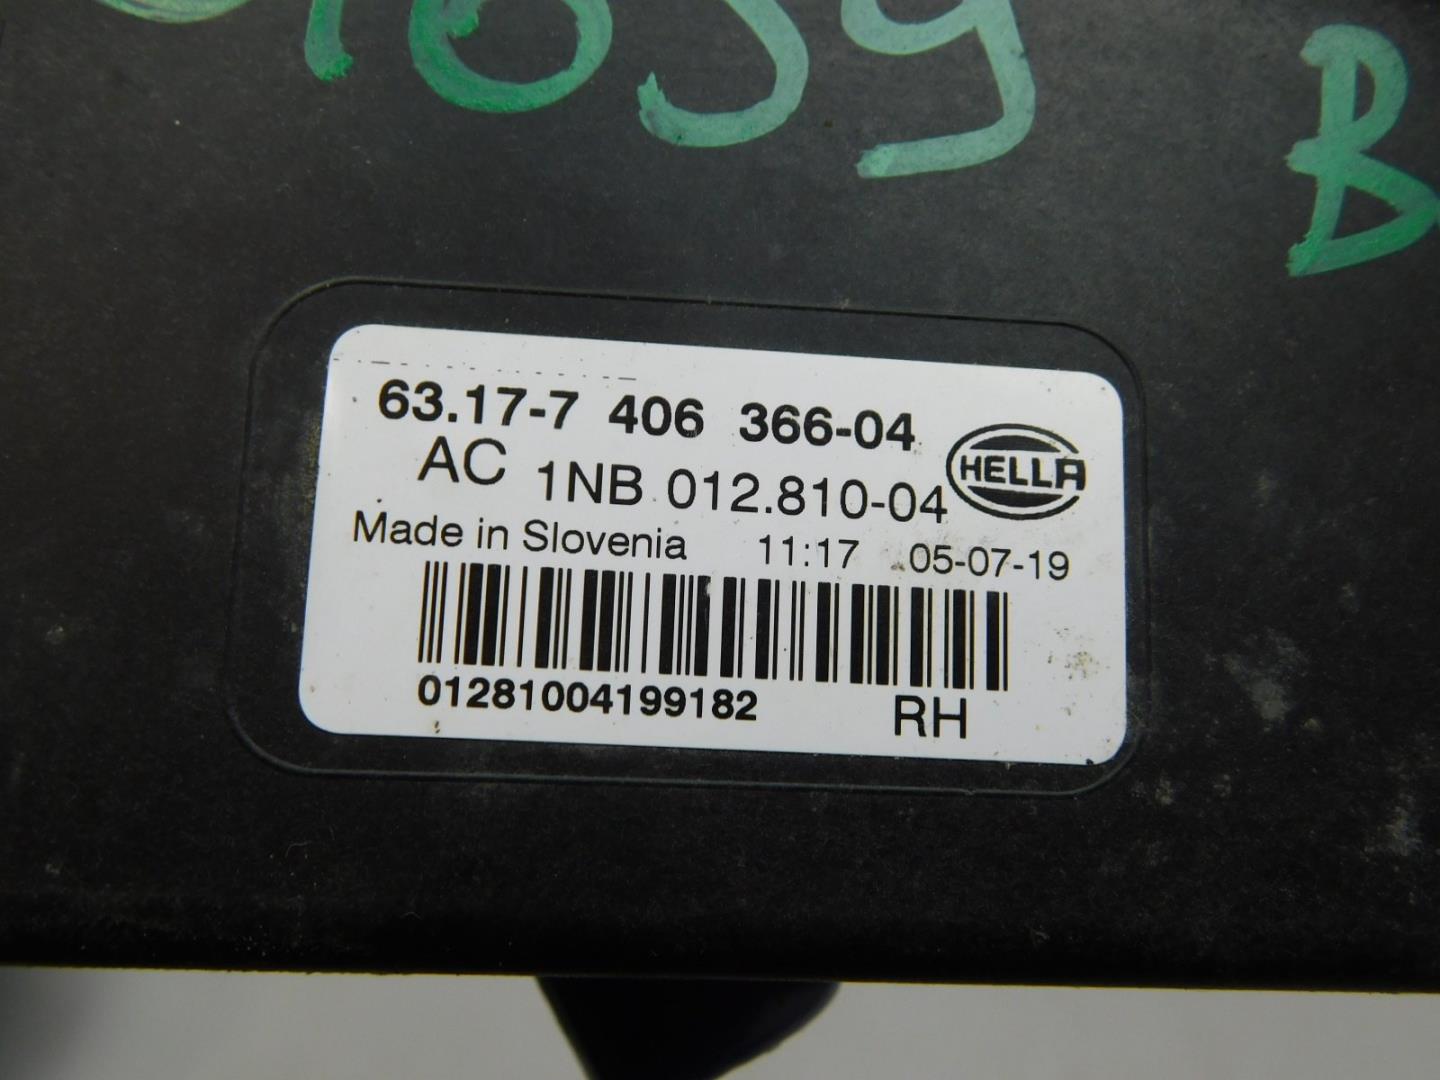 B
63.17-7 406 366-04
AC 1NB 012.810-04
HELLA
Made in Slovenia 11:17 05-07-19
01281004199182
RH